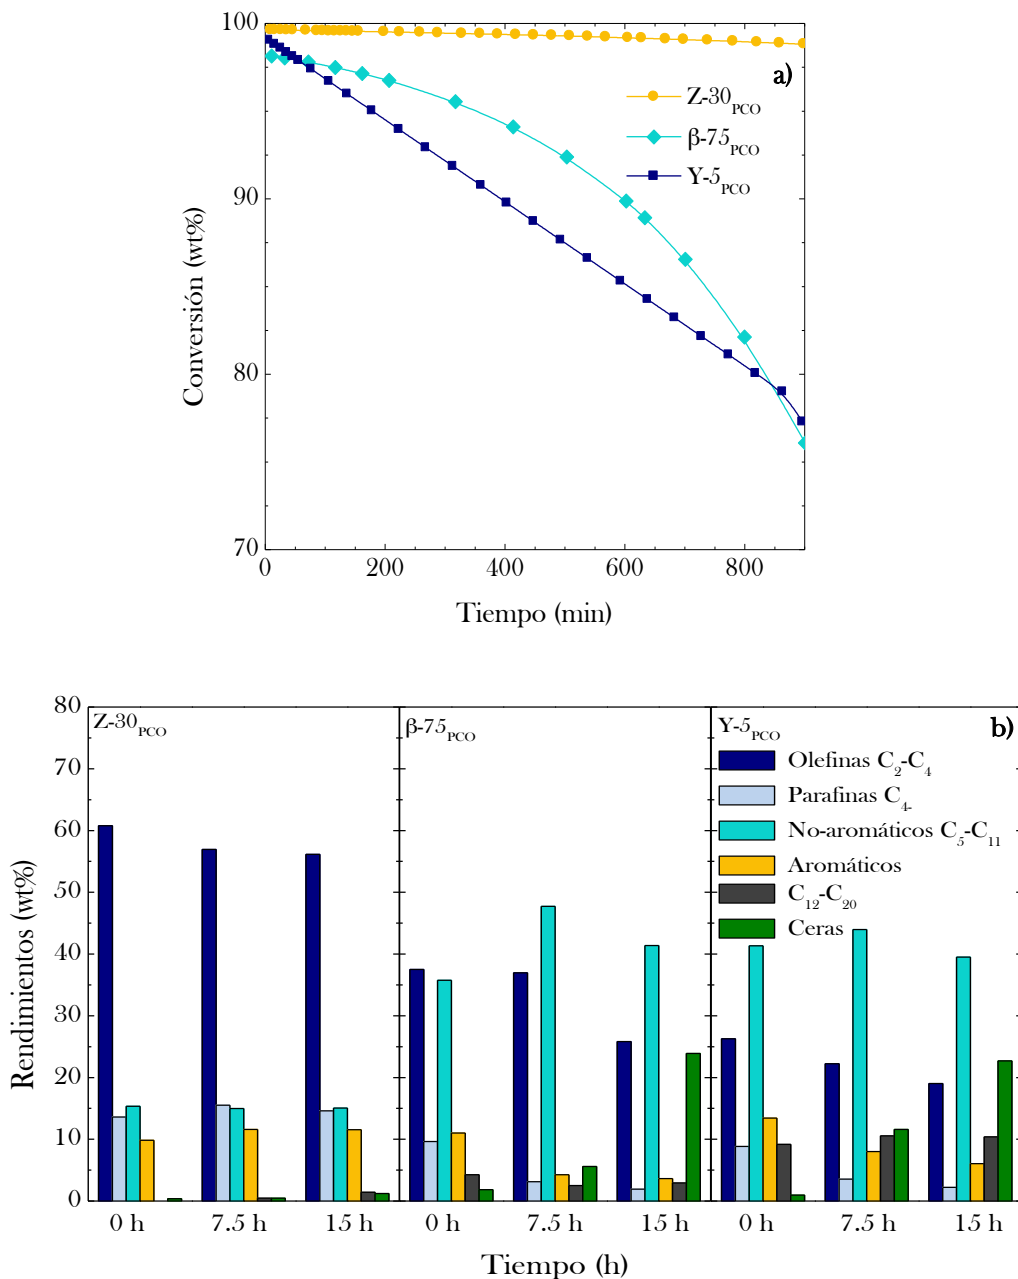 100
90
80
70
Conversión (wt%)
a)
Z-30PCO
β-75PCO
Y-5PCO
0 200 400 600 800
Tiempo (min)
80
70
60
50
40
30
20
10
0
Rendimientos (wt%)
Z-30PCO
β-75PCO
Y-5PCO
b)
Olefinas C2-C4
Parafinas C4-
No-aromáticos C5-C11
Aromáticos
C12-C20
Ceras
0 h 7.5 h 15 h 0 h 7.5 h 15 h 0 h 7.5 h 15 h
Tiempo (h)